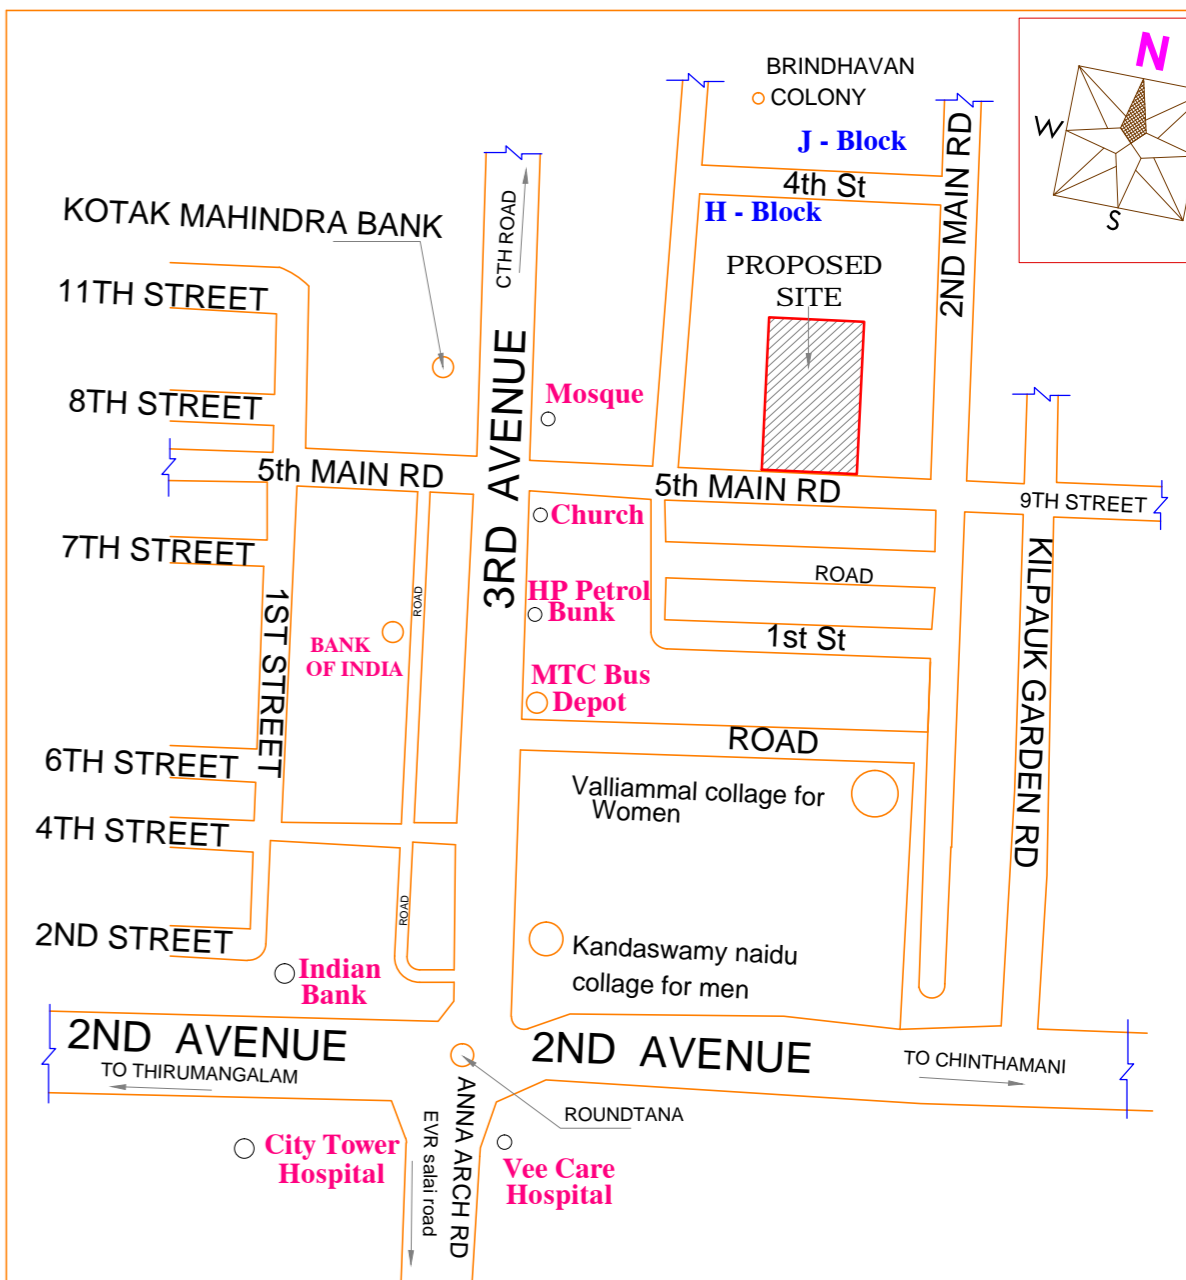 N
W
S
BRINDHAVAN
COLONY
J - Block
4th St
H - Block
2ND MAIN RD
PROPOSED
SITE
CTH ROAD
KOTAK MAHINDRA BANK
11TH STREET
8TH STREET
Mosque
3RD AVENUE
5th MAIN RD
5th MAIN RD
9TH STREET
Church
7TH STREET
ROAD
ROAD
HP Petrol
Bunk
1ST STREET
1st St
KILPAUK GARDEN RD
BANK
OF INDIA
MTC Bus
Depot
ROAD
6TH STREET
Valliammal collage for
Women
4TH STREET
ROAD
2ND STREET
Kandaswamy naidu
collage for men
Indian
Bank
2ND AVENUE
2ND AVENUE
TO THIRUMANGALAM
TO CHINTHAMANI
ROUNDTANA
ANNA ARCH RD
EVR salai road
City Tower
Hospital
Vee Care
Hospital